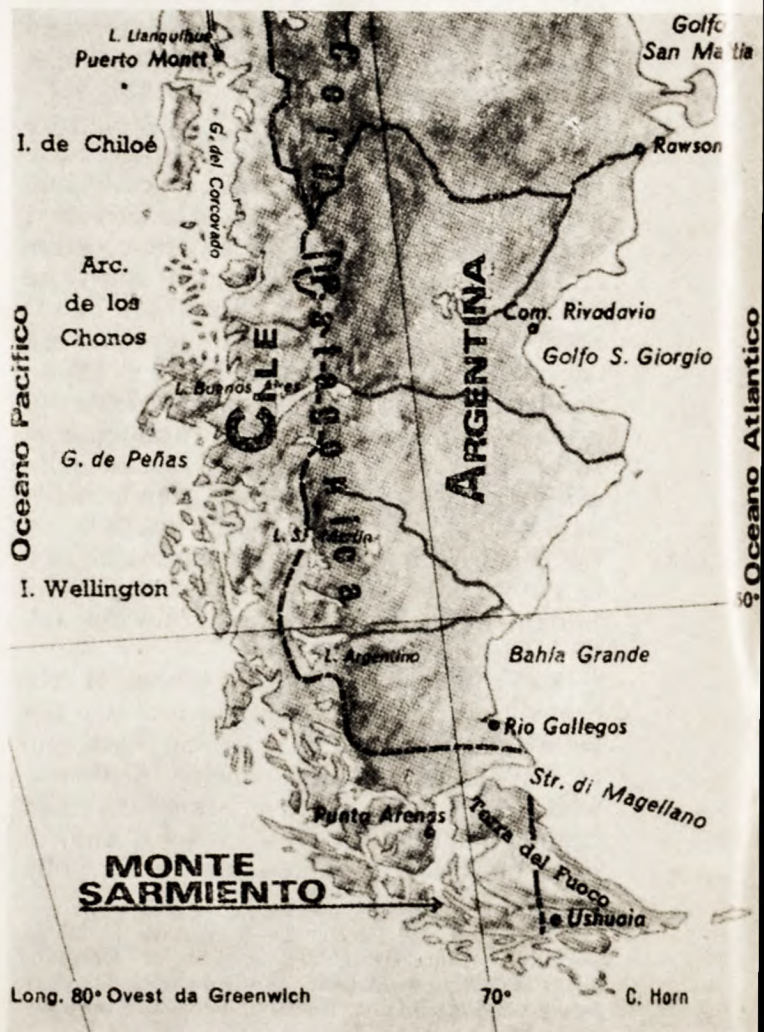 L. Llanquihue
Puerto Montt
Golfo
San Matia
I. de Chiloé
G. del Corcovado
Rawson
Arc.
de los
Chonos
Com. Rivadavia
Golfo S. Giorgio
Oceano Pacifico
CILE
ARGENTINA
Oceano Atlantico
L. Buenos Aires
G. de Peñas
L. S. Martin
I. Wellington
50°
L. Argentino
Bahía Grande
Rio Gallegos
Str. di Magellano
Punta Arenas
Terra del Fuoco
MONTE
SARMIENTO
Ushuaia
Long. 80° Ovest da Greenwich
70°
C. Horn